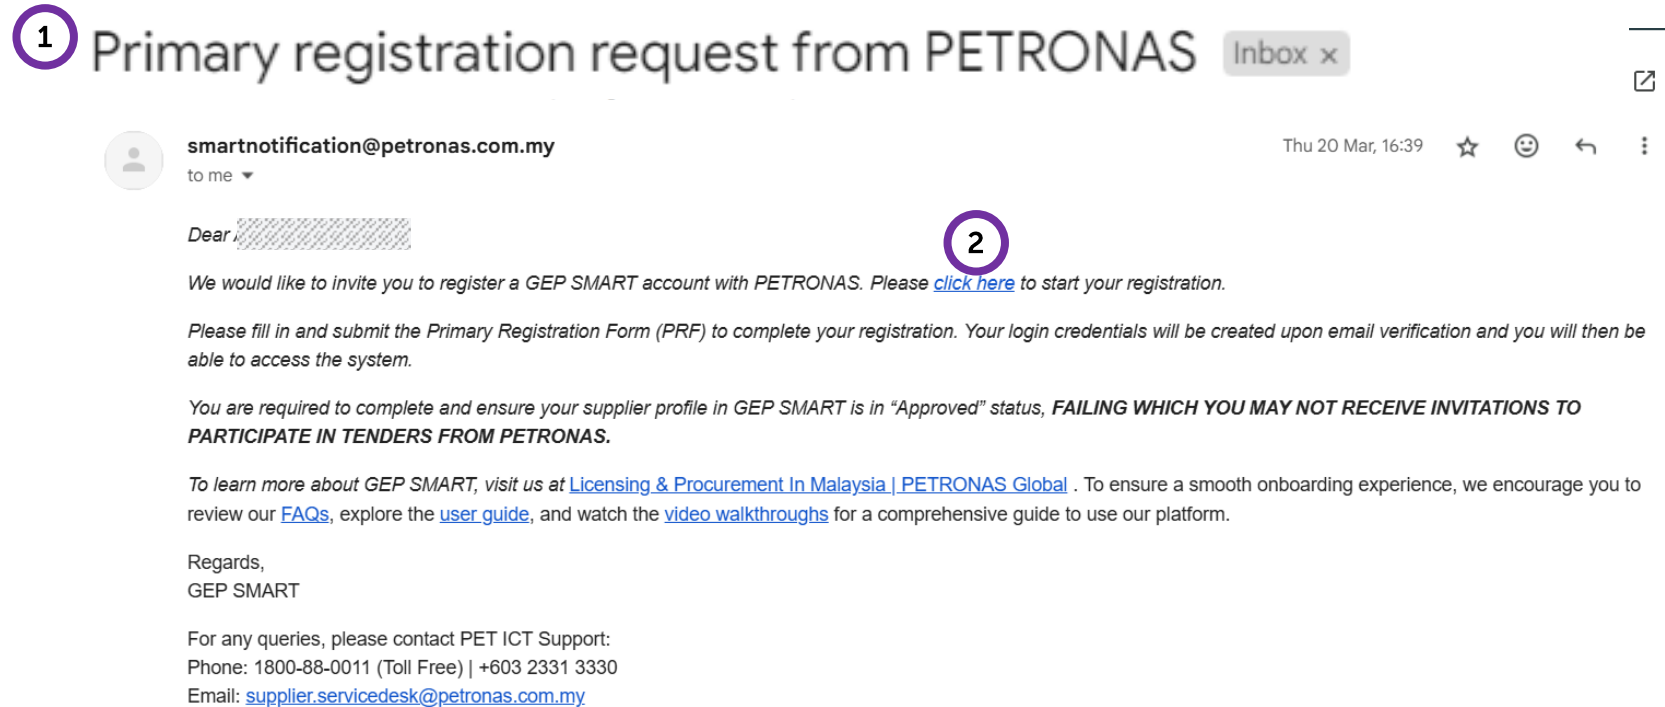 1
Primary registration request from PETRONAS Inbox ×
smartnotification@petronas.com.my
Thu 20 Mar, 16:39
to me
Dear
2
We would like to invite you to register a GEP SMART account with PETRONAS. Please click here to start your registration.
Please fill in and submit the Primary Registration Form (PRF) to complete your registration. Your login credentials will be created upon email verification and you will then be
able to access the system.
You are required to complete and ensure your supplier profile in GEP SMART is in “Approved” status, FAILING WHICH YOU MAY NOT RECEIVE INVITATIONS TO
PARTICIPATE IN TENDERS FROM PETRONAS.
To learn more about GEP SMART, visit us at Licensing & Procurement In Malaysia | PETRONAS Global . To ensure a smooth onboarding experience, we encourage you to
review our FAQs, explore the user guide, and watch the video walkthroughs for a comprehensive guide to use our platform.
Regards,
GEP SMART
For any queries, please contact PET ICT Support:
Phone: 1800-88-0011 (Toll Free) | +603 2331 3330
Email: supplier.servicedesk@petronas.com.my